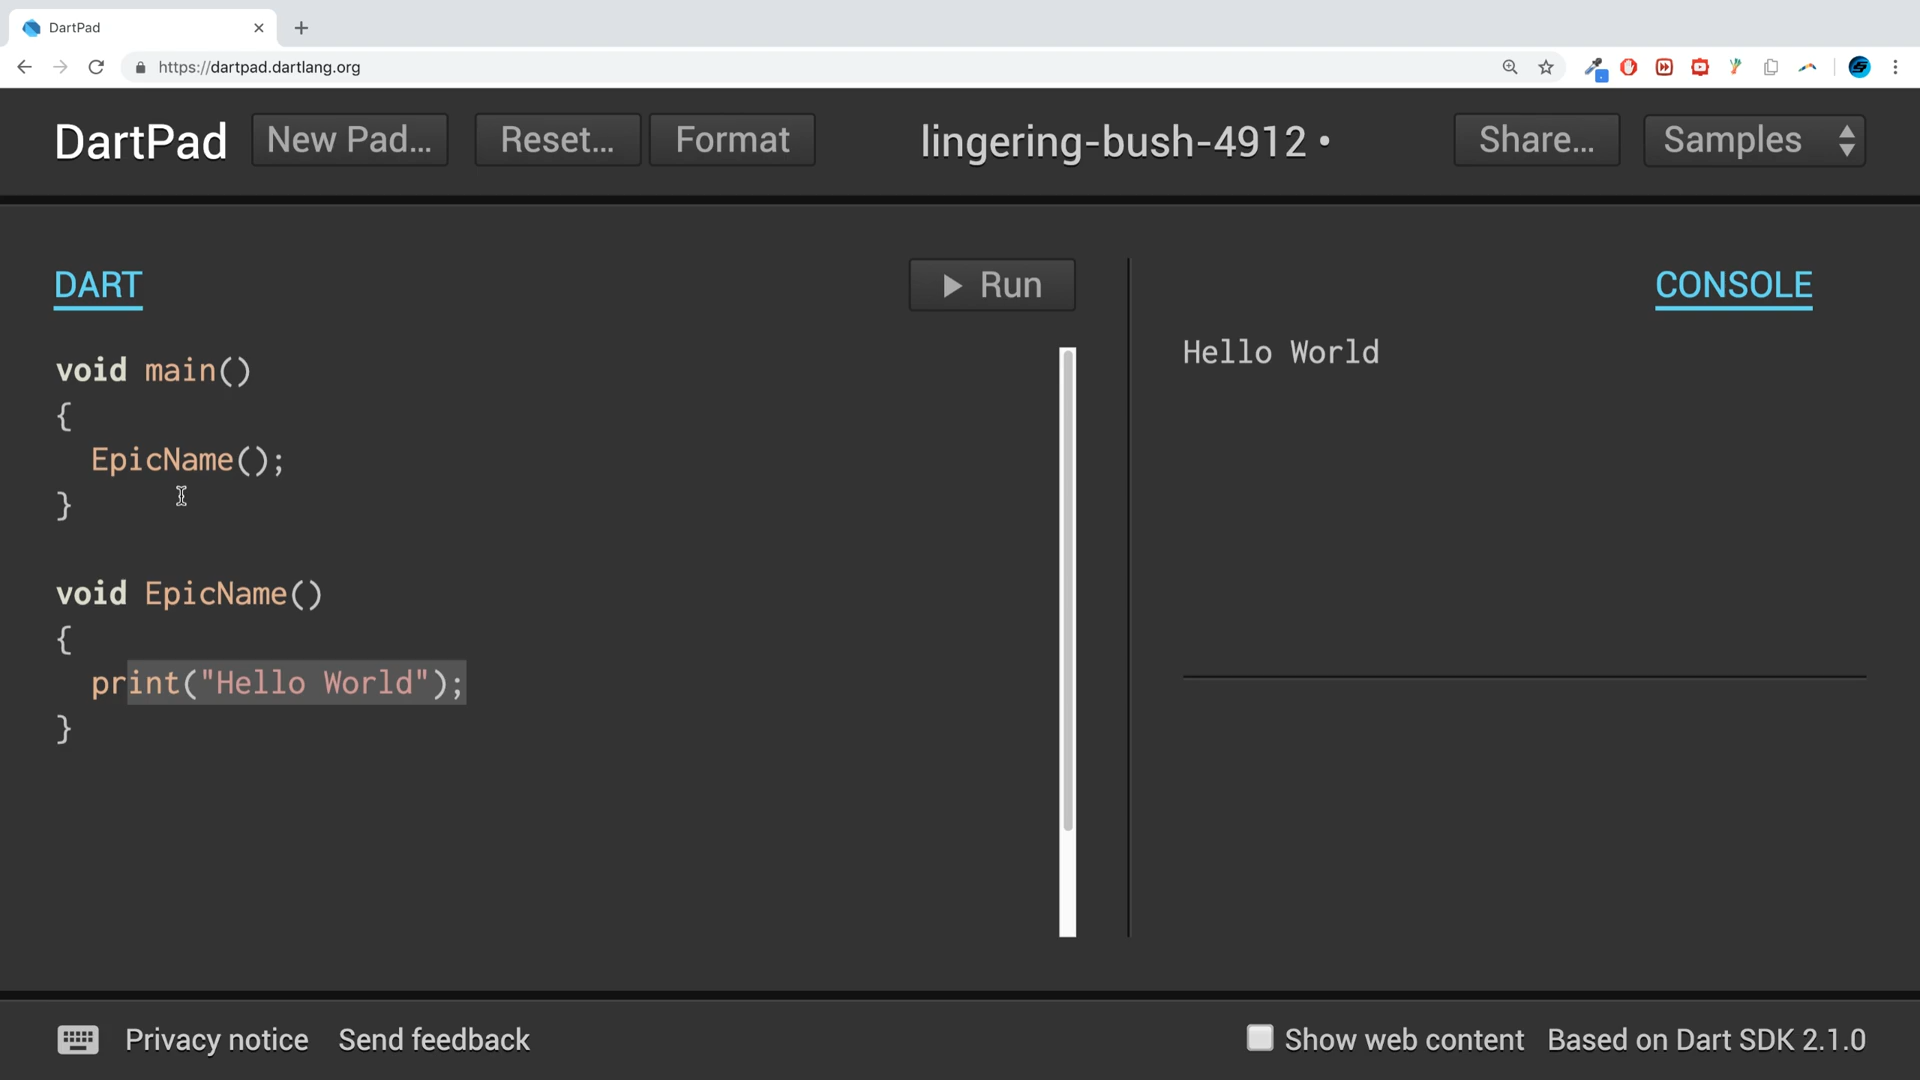 DartPad
https://dartpad.dartlang.org
DartPad New Pad... Reset... Format lingering-bush-4912 • Share... Samples
DART Run CONSOLE
void main()
{
  EpicName();
}
void EpicName()
{
  print("Hello World");
}
Hello World
Privacy notice Send feedback Show web content Based on Dart SDK 2.1.0